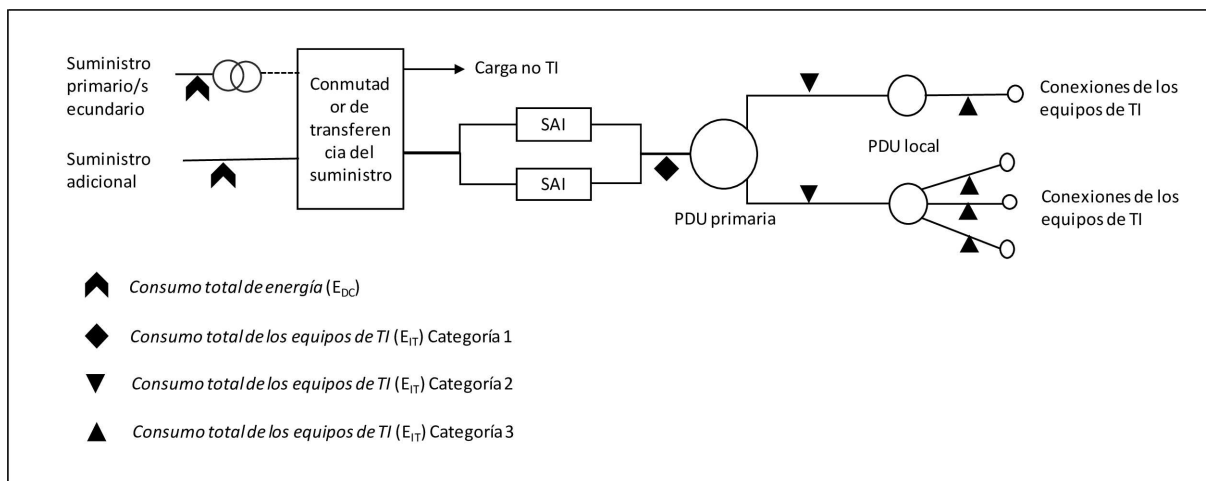 Suministro
primario/s
ecundario
Suministro
adicional
Conmutad
or de
transferen
cia del
suministro
Carga no TI
SAI
SAI
PDU primaria
PDU local
Conexiones de los
equipos de TI
Conexiones de los
equipos de TI
Consumo total de energía (EDC)
Consumo total de los equipos de TI (EIT) Categoría 1
Consumo total de los equipos de TI (EIT) Categoría 2
Consumo total de los equipos de TI (EIT) Categoría 3